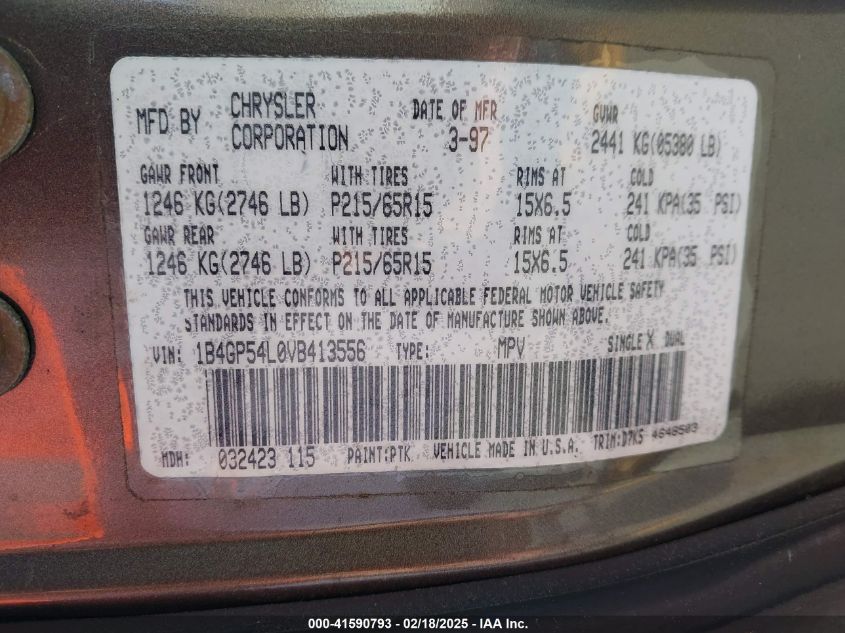 MFD BY CHRYSLER CORPORATION DATE OF MFR 3-97 GVWR 2441 KG(05380 LB)
GAWR FRONT WITH TIRES RIMS AT COLD
1246 KG(2746 LB) P215/65R15 15X6.5 241 KPA(35 PSI)
GAWR REAR WITH TIRES RIMS AT COLD
1246 KG(2746 LB) P215/65R15 15X6.5 241 KPA(35 PSI)
THIS VEHICLE CONFORMS TO ALL APPLICABLE FEDERAL MOTOR VEHICLE SAFETY
STANDARDS IN EFFECT ON THE DATE OF MANUFACTURE SHOWN ABOVE.
VIN: 1B4GP54L0VB413556 TYPE: MPV SINGLE X DUAL
MDH: 032423 115 PAINT:PTK VEHICLE MADE IN U.S.A. TRIM:D7K5 4648503
000-41590793 - 02/18/2025 - IAA Inc.